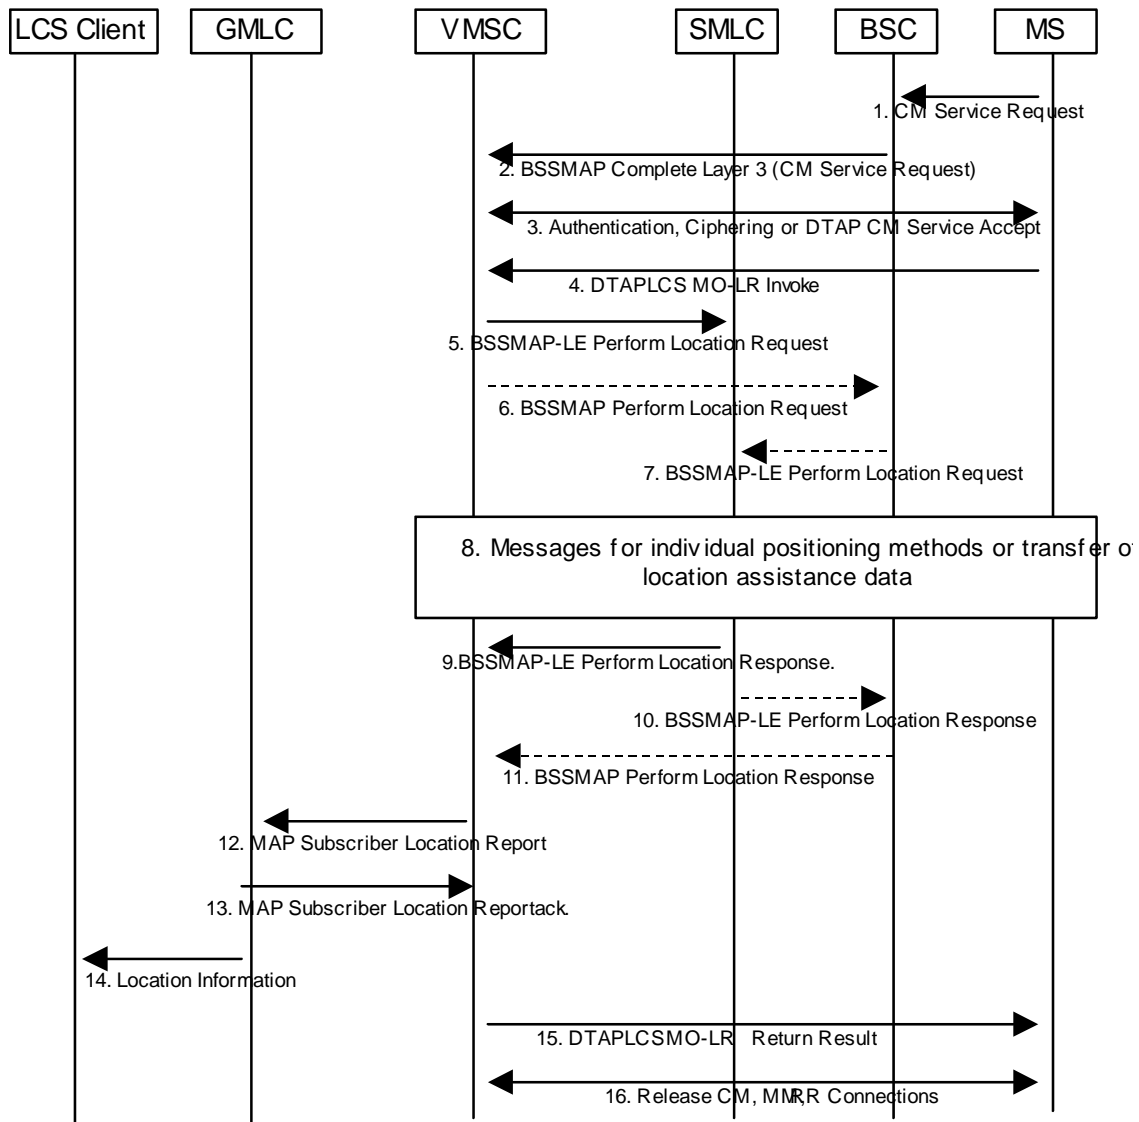 LCS Client GMLC VMSC SMLC BSC MS
1. CM Service Request
2. BSSMAP Complete Layer 3 (CM Service Request)
3. Authentication, Ciphering or DTAP CM Service Accept
4. DTAPLCS MO-LR Invoke
5. BSSMAP-LE Perform Location Request
6. BSSMAP Perform Location Request
7. BSSMAP-LE Perform Location Request
8. Messages for individual positioning methods or transfer of
location assistance data
9.BSSMAP-LE Perform Location Response.
10. BSSMAP-LE Perform Location Response
11. BSSMAP Perform Location Response
12. MAP Subscriber Location Report
13. MAP Subscriber Location Reportack.
14. Location Information
15. DTAPLCSMO-LR Return Result
16. Release CM, MM,RR Connections